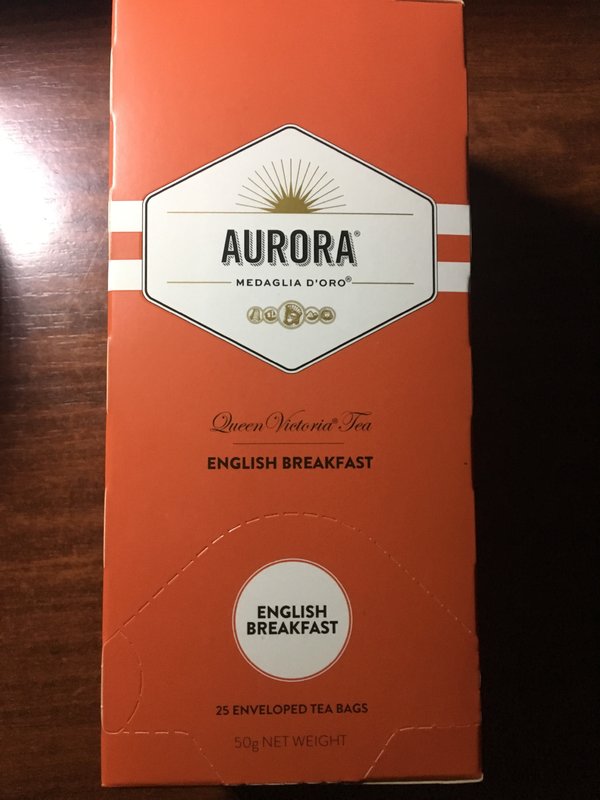 AURORA®
MEDAGLIA D'ORO®
Queen Victoria® Tea
ENGLISH BREAKFAST
ENGLISH
BREAKFAST
25 ENVELOPED TEA BAGS
50g NET WEIGHT